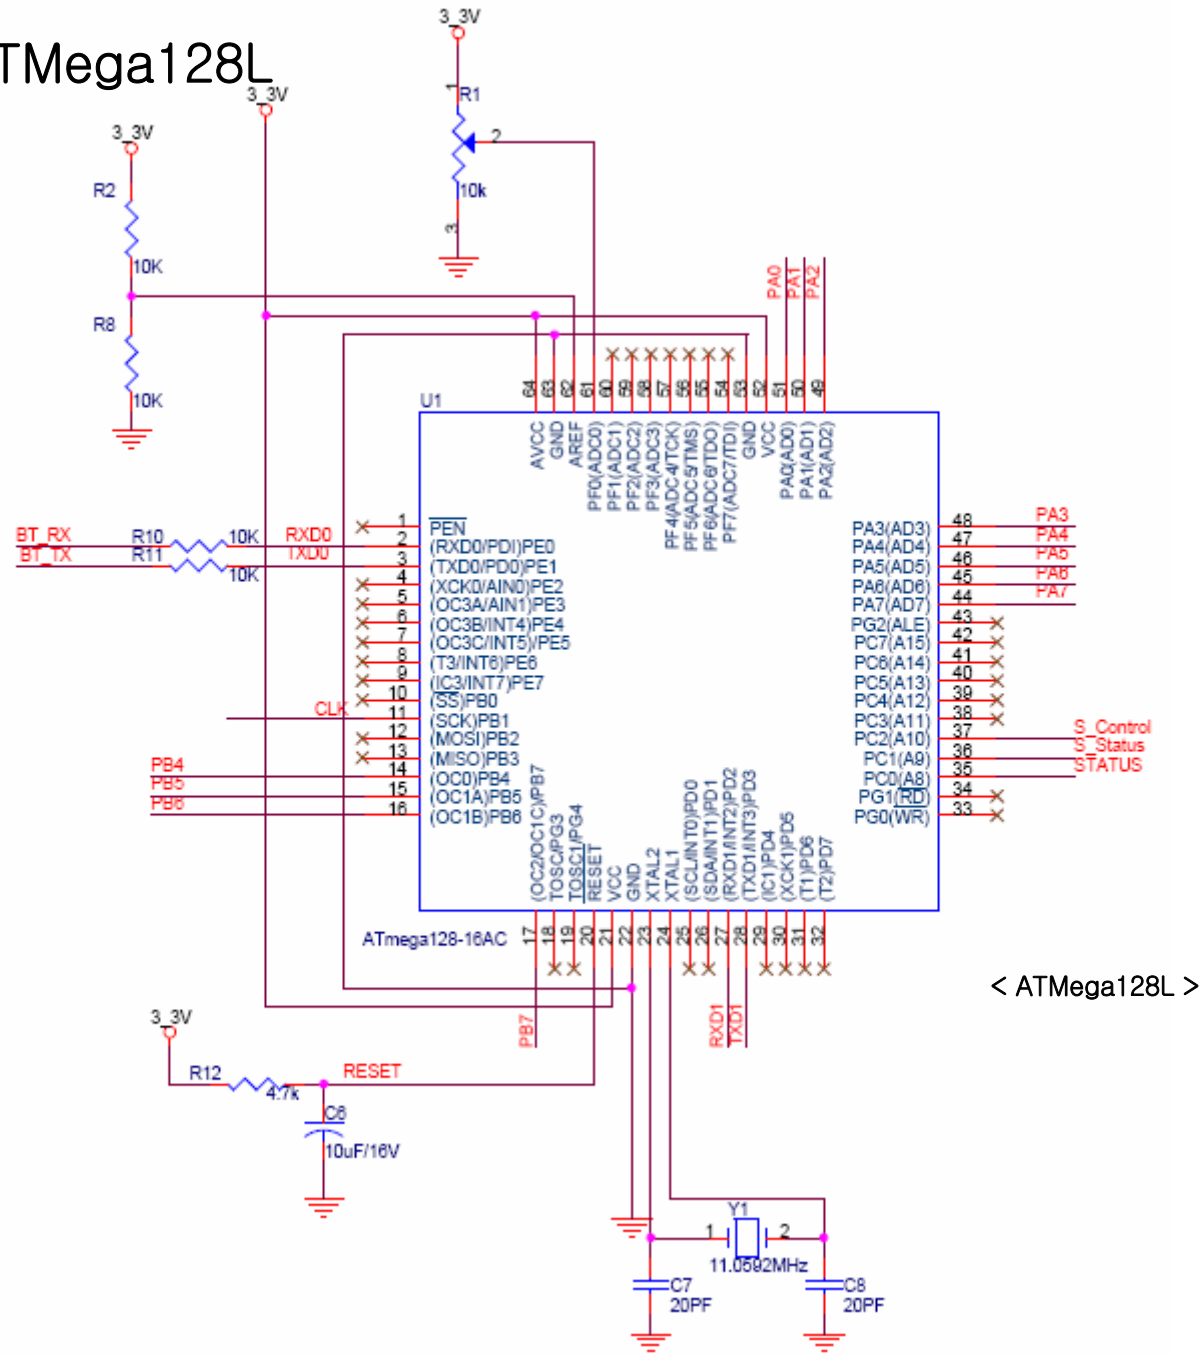 TMega128L
3_3V
3_3V
3_3V
1
R1
2
10k
3
R2
10K
R8
10K
PA0
PA1
PA2
64
63
62
61
60
59
58
57
56
55
54
53
52
51
50
49
U1
AVCC
GND
AREF
PF0(ADC0)
PF1(ADC1)
PF2(ADC2)
PF3(ADC3)
PF4(ADC4/TCK)
PF5(ADC5/TMS)
PF6(ADC6/TDO)
PF7(ADC7/TDI)
GND
VCC
PA0(AD0)
PA1(AD1)
PA2(AD2)
BT_RX
R10
10K
RXD0
BT_TX
R11
10K
TXD0
CLK
PB4
PB5
PB6
1 PEN
2 (RXD0/PDI)PE0
3 (TXD0/PD0)PE1
4 (XCK0/AIN0)PE2
5 (OC3A/AIN1)PE3
6 (OC3B/INT4)PE4
7 (OC3C/INT5)/PE5
8 (T3/INT6)PE6
9 (IC3/INT7)PE7
10 (SS)PB0
11 (SCK)PB1
12 (MOSI)PB2
13 (MISO)PB3
14 (OC0)PB4
15 (OC1A)PB5
16 (OC1B)PB6
PA3(AD3) 48 PA3
PA4(AD4) 47 PA4
PA5(AD5) 46 PA5
PA6(AD6) 45 PA6
PA7(AD7) 44 PA7
PG2(ALE) 43
PC7(A15) 42
PC6(A14) 41
PC5(A13) 40
PC4(A12) 39
PC3(A11) 38
PC2(A10) 37 S_Control
PC1(A9) 36 S_Status
PC0(A8) 35 STATUS
PG1(RD) 34
PG0(WR) 33
(OC2/OC1C)/PB7
TOSC/PG3
TOSC1/PG4
RESET
VCC
GND
XTAL2
XTAL1
(SCL/INT0)PD0
(SDA/INT1)PD1
(RXD1/INT2)PD2
(TXD1/INT3)PD3
(IC1)PD4
(XCK1)PD5
(T1)PD6
(T2)PD7
ATmega128-16AC
17
18
19
20
21
22
23
24
25
26
27
28
29
30
31
32
PB7
RXD1
TXD1
< ATMega128L >
3_3V
R12
4.7k
RESET
C6
10uF/16V
Y1
1
2
11.0592MHz
C7
20PF
C8
20PF